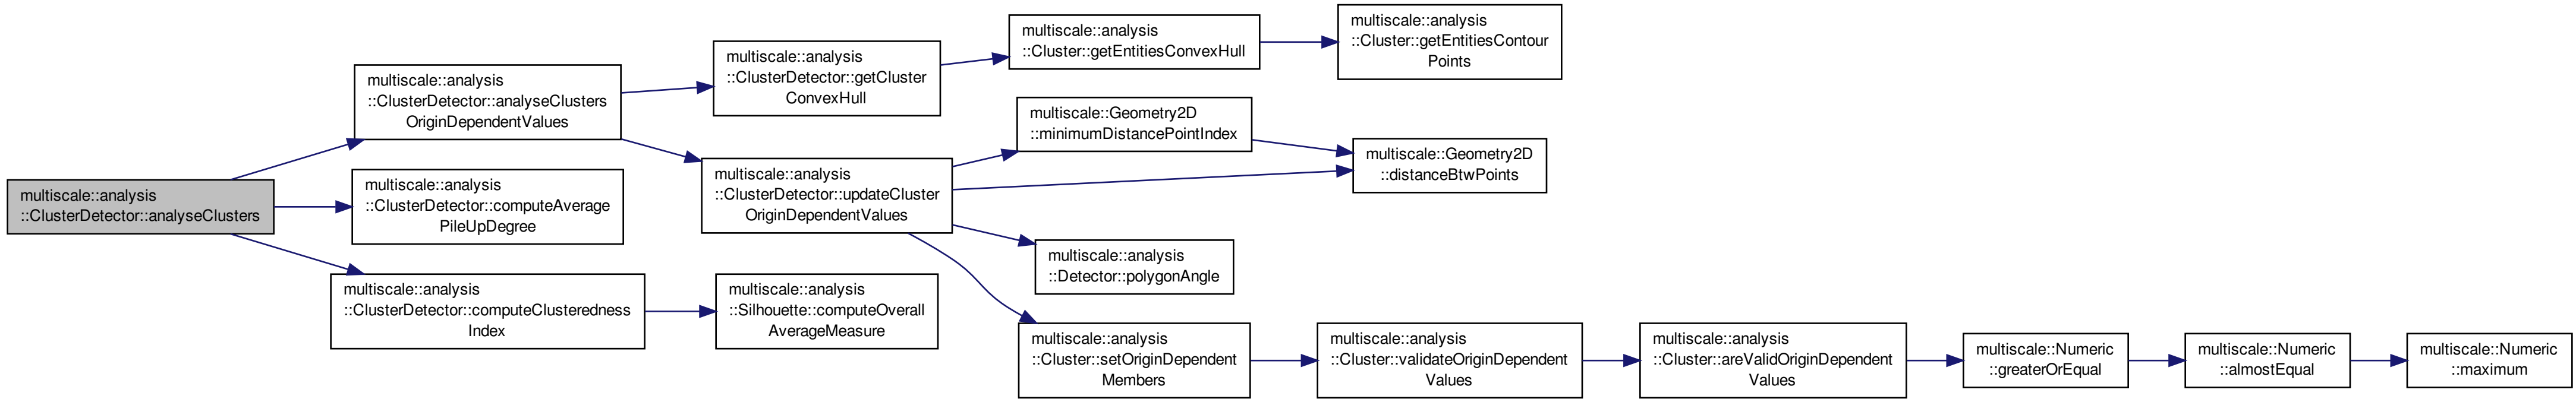 multiscale::analysis
::ClusterDetector::analyseClusters
multiscale::analysis
::ClusterDetector::analyseClusters
OriginDependentValues
multiscale::analysis
::ClusterDetector::computeAverage
PileUpDegree
multiscale::analysis
::ClusterDetector::computeClusteredness
Index
multiscale::analysis
::ClusterDetector::getCluster
ConvexHull
multiscale::analysis
::ClusterDetector::updateCluster
OriginDependentValues
multiscale::analysis
::Silhouette::computeOverall
AverageMeasure
multiscale::analysis
::Cluster::getEntitiesConvexHull
multiscale::Geometry2D
::minimumDistancePointIndex
multiscale::analysis
::Detector::polygonAngle
multiscale::analysis
::Cluster::setOriginDependent
Members
multiscale::analysis
::Cluster::getEntitiesContour
Points
multiscale::Geometry2D
::distanceBtwPoints
multiscale::analysis
::Cluster::validateOriginDependent
Values
multiscale::analysis
::Cluster::areValidOriginDependent
Values
multiscale::Numeric
::greaterOrEqual
multiscale::Numeric
::almostEqual
multiscale::Numeric
::maximum